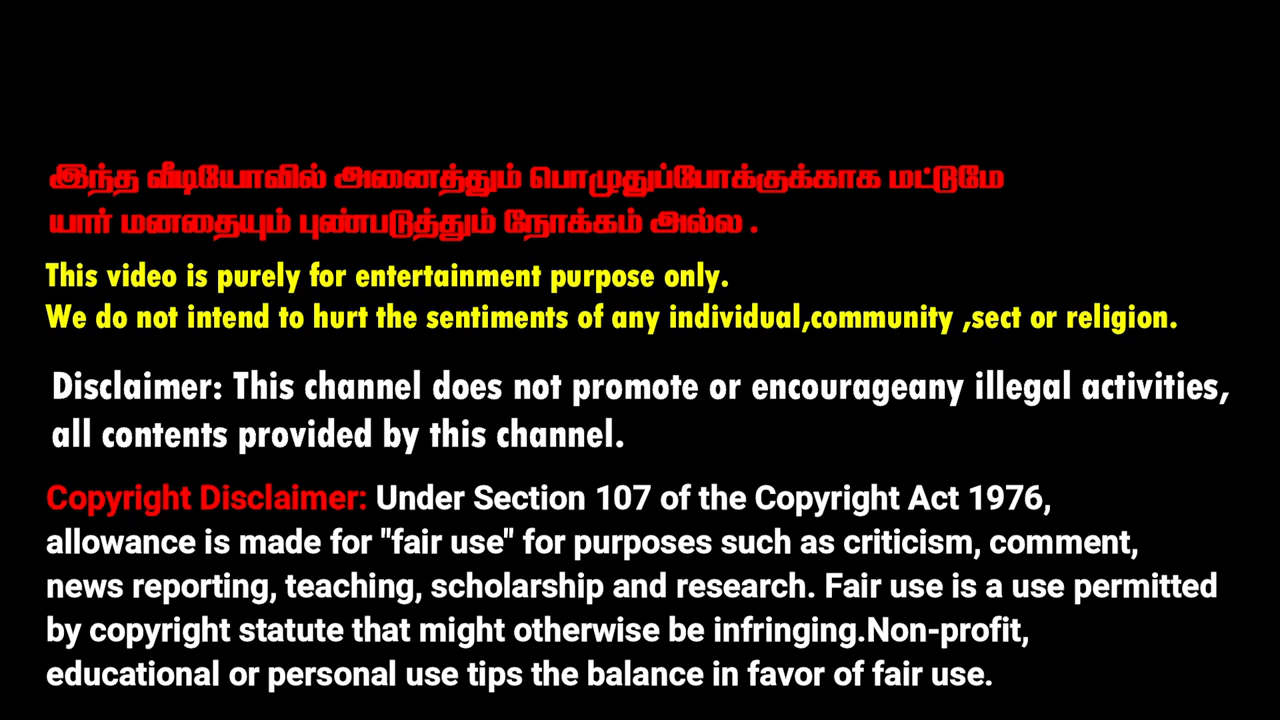 இந்த வீடியோவில் அனைத்தும் பொழுதுப்போக்குக்காக மட்டுமே
யார் மனதையும் புண்படுத்தும் நோக்கம் அல்ல .
This video is purely for entertainment purpose only.
We do not intend to hurt the sentiments of any individual,community ,sect or religion.
Disclaimer: This channel does not promote or encourageany illegal activities,
all contents provided by this channel.
Copyright Disclaimer: Under Section 107 of the Copyright Act 1976,
allowance is made for "fair use" for purposes such as criticism, comment,
news reporting, teaching, scholarship and research. Fair use is a use permitted
by copyright statute that might otherwise be infringing.Non-profit,
educational or personal use tips the balance in favor of fair use.